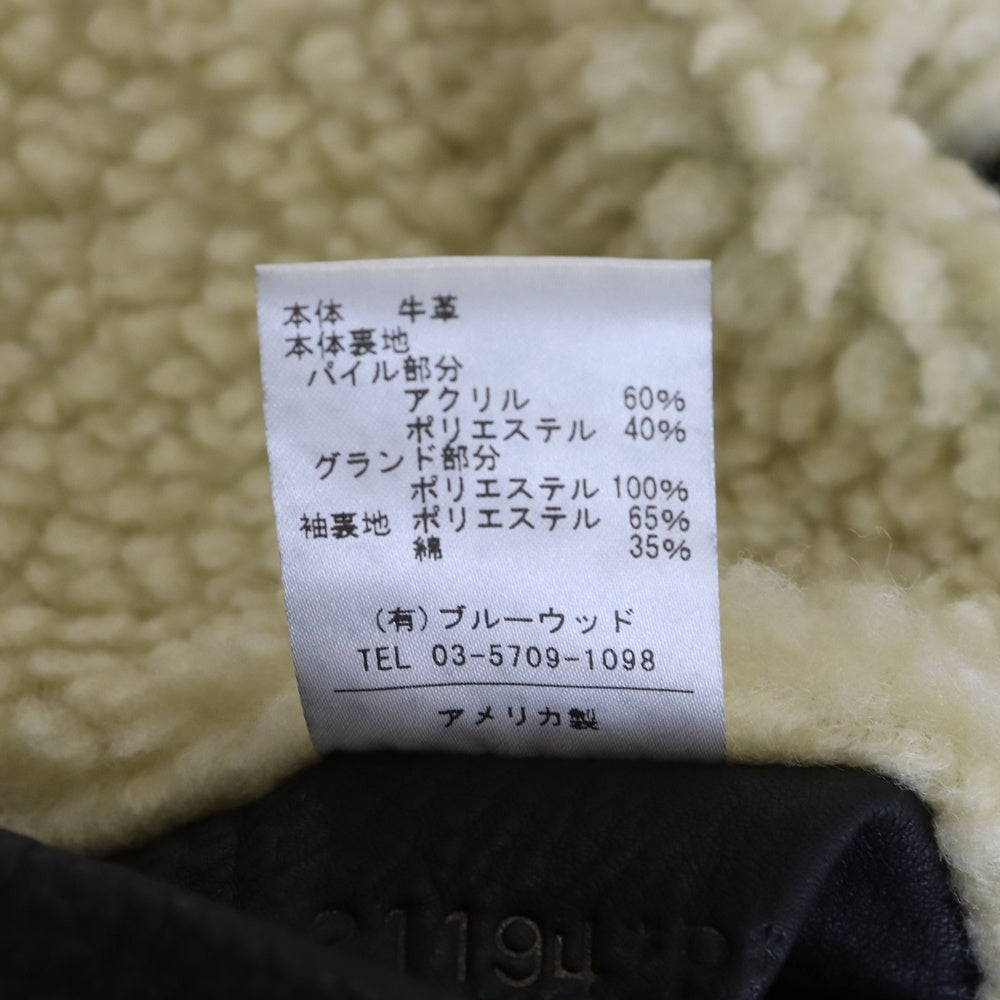 本体 牛革
本体裏地
パイル部分
アクリル 60%
ポリエステル 40%
グランド部分
ポリエステル 100%
袖裏地 ポリエステル 65%
綿 35%
(有)ブルーウッド
TEL 03-5709-1098
アメリカ製